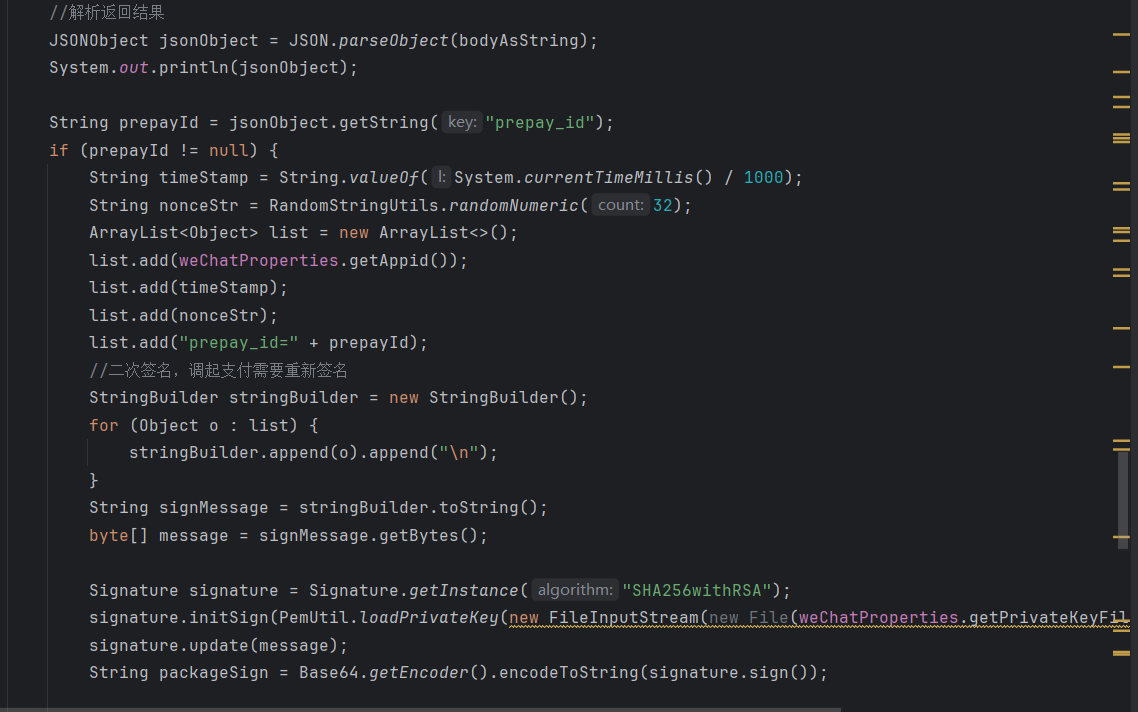 //解析返回结果
JSONObject jsonObject = JSON.parseObject(bodyAsString);
System.out.println(jsonObject);
String prepayId = jsonObject.getString( key: "prepay_id");
if (prepayId != null) {
String timeStamp = String.valueOf( l: System.currentTimeMillis() / 1000);
String nonceStr = RandomStringUtils.randomNumeric( count: 32);
ArrayList<Object> list = new ArrayList<>();
list.add(weChatProperties.getAppid());
list.add(timeStamp);
list.add(nonceStr);
list.add("prepay_id=" + prepayId);
//二次签名，调起支付需要重新签名
StringBuilder stringBuilder = new StringBuilder();
for (Object o : list) {
stringBuilder.append(o).append("\n");
}
String signMessage = stringBuilder.toString();
byte[] message = signMessage.getBytes();
Signature signature = Signature.getInstance( algorithm: "SHA256withRSA");
signature.initSign(PemUtil.loadPrivateKey(new FileInputStream(new File(weChatProperties.getPrivateKeyFil
signature.update(message);
String packageSign = Base64.getEncoder().encodeToString(signature.sign());